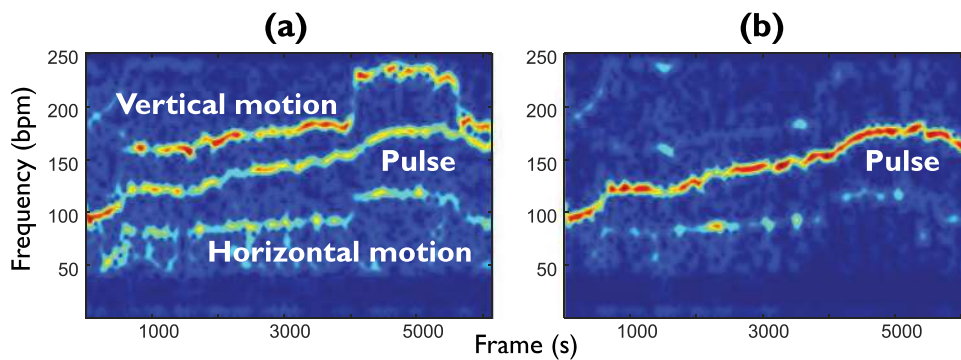 (a)
(b)
250
200
150
100
50
Frequency (bpm)
Vertical motion
Pulse
Horizontal motion
1000
3000
5000
250
200
150
100
50
Pulse
1000
3000
5000
Frame (s)